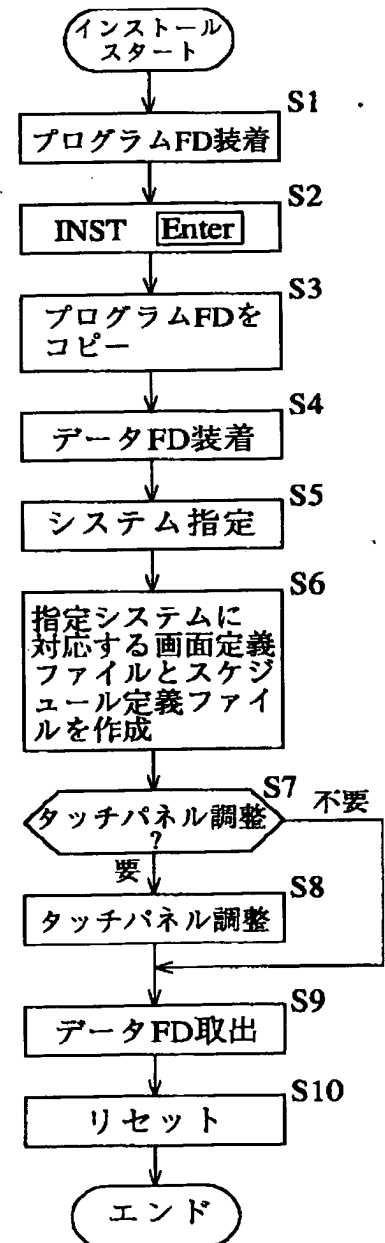 インストール
スタート
S1
プログラムFD装着
S2
INST Enter
S3
プログラムFDを
コピー
S4
データFD装着
S5
システム指定
S6
指定システムに
対応する画面定義
ファイルとスケジ
ュール定義ファイ
ルを作成
S7
タッチパネル調整
?
不要
要
S8
タッチパネル調整
S9
データFD取出
S10
リセット
エンド